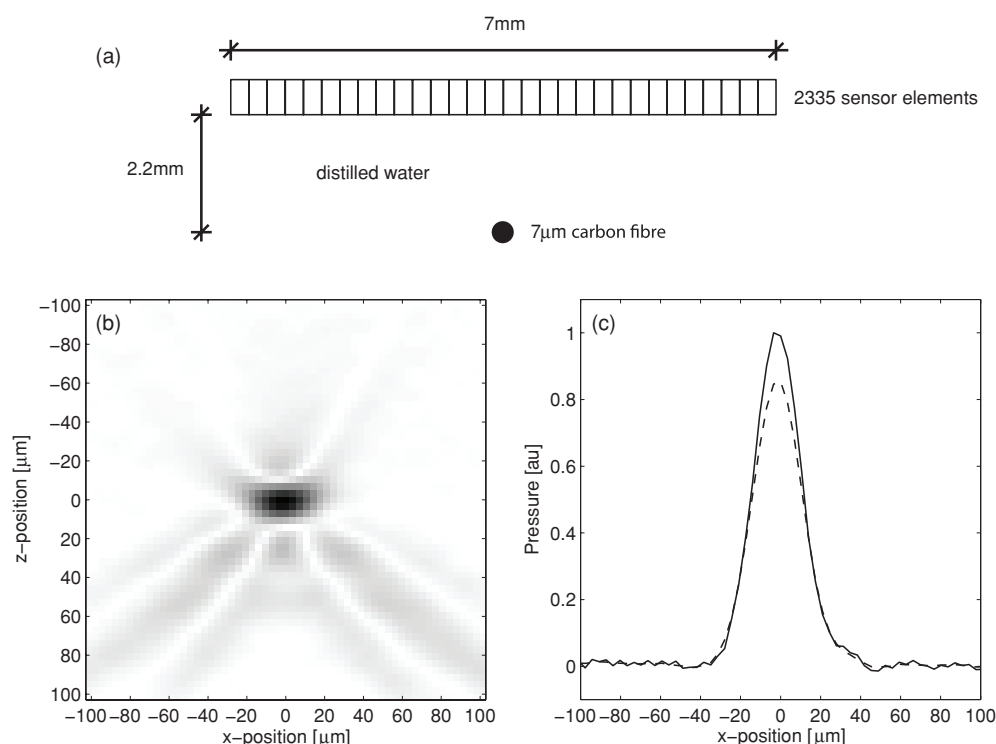 7mm
(a)
2335 sensor elements
2.2mm
distilled water
7μm carbon fibre
(b)
−100
−80
−60
−40
−20
0
20
40
60
80
100
z−position [μm]
−100 −80 −60 −40 −20 0 20 40 60 80 100
x−position [μm]
(c)
1
0.8
0.6
0.4
0.2
0
Pressure [au]
−100 −80 −60 −40 −20 0 20 40 60 80 100
x−position [μm]